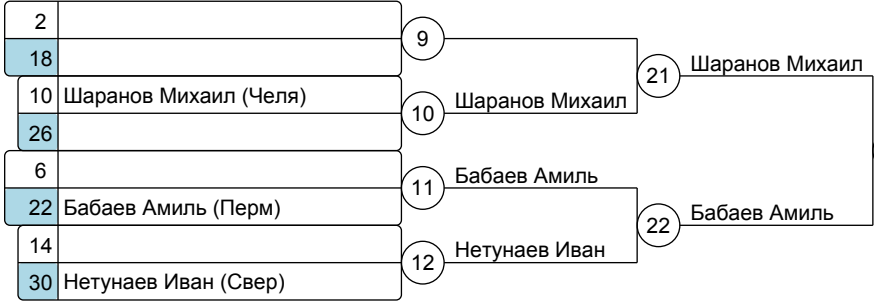 2
18
9
10 Шаранов Михаил (Челя)
26
10
Шаранов Михаил
21
Шаранов Михаил
6
22 Бабаев Амиль (Перм)
11
Бабаев Амиль
14
30 Нетунаев Иван (Свер)
12
Нетунаев Иван
22
Бабаев Амиль